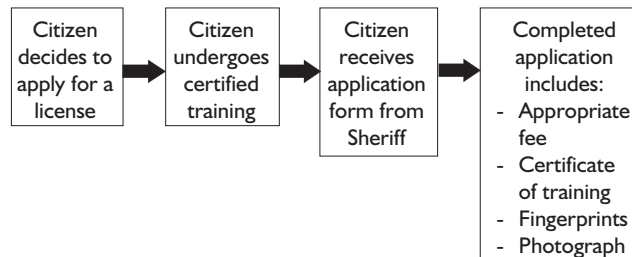 Citizen
decides to
apply for a
license
Citizen
undergoes
certified
training
Citizen
receives
application
form from
Sheriff
Completed
application
includes:
- Appropriate
fee
- Certificate
of training
- Fingerprints
- Photograph